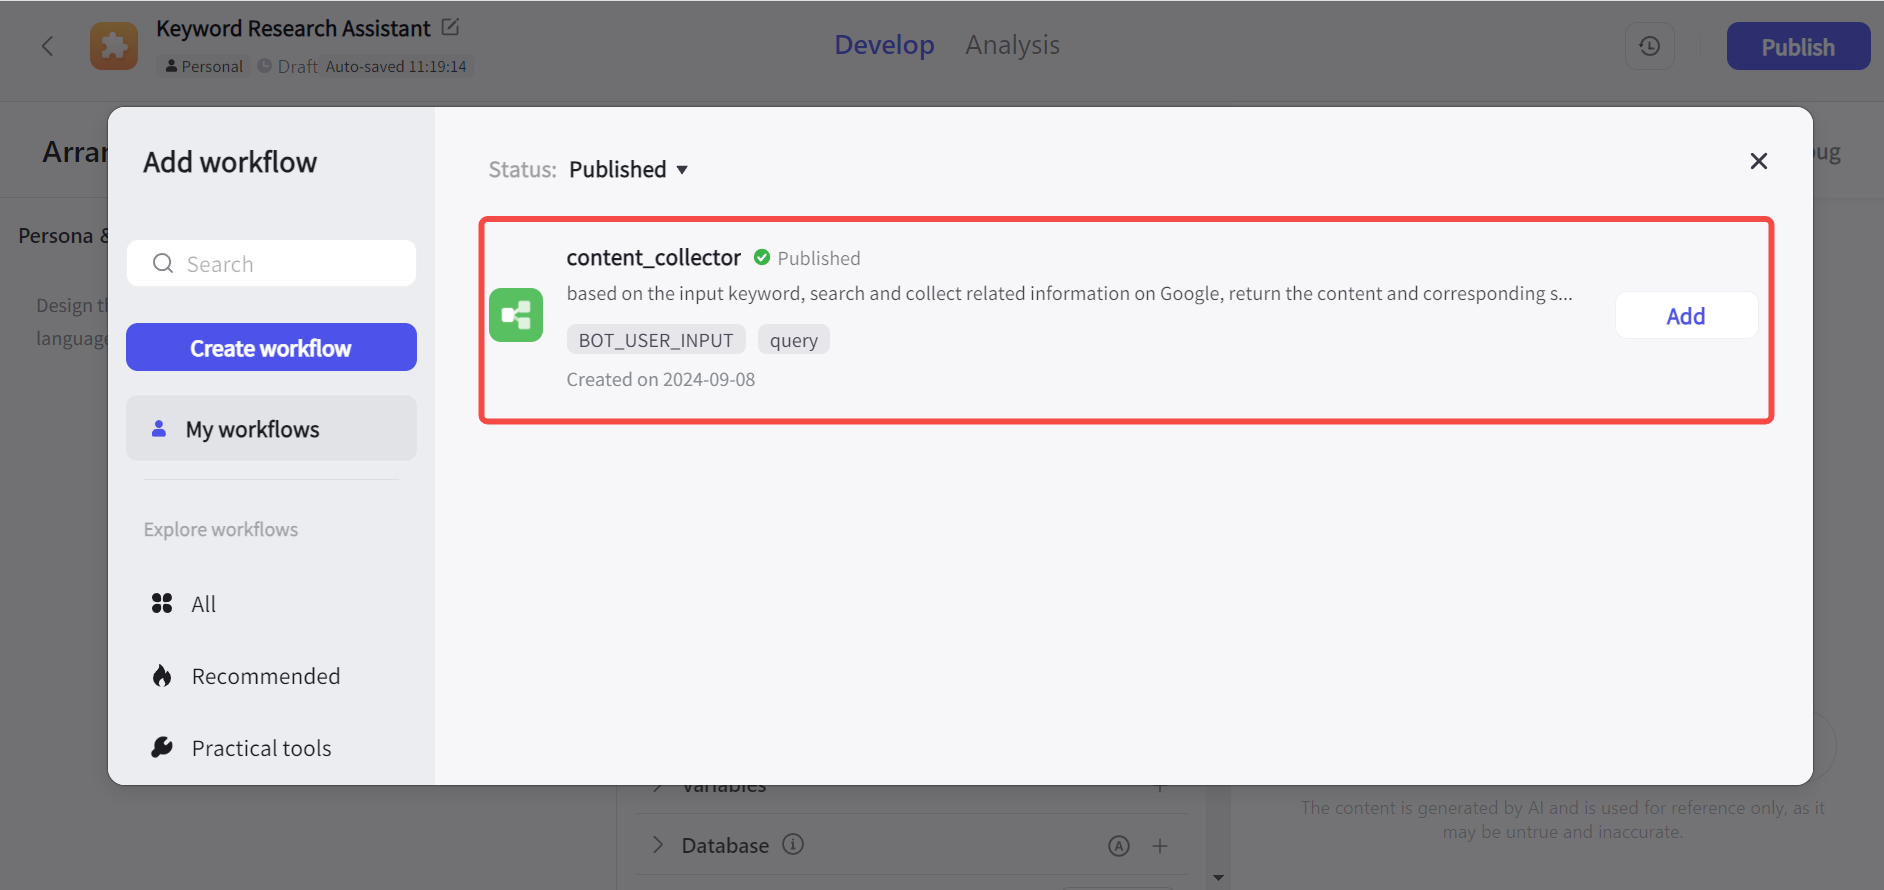 Keyword Research Assistant
Personal Draft Auto-saved 11:19:14
Develop Analysis
Publish
Add workflow
Search
Create workflow
My workflows
Explore workflows
All
Recommended
Practical tools
Status: Published
content_collector Published
based on the input keyword, search and collect related information on Google, return the content and corresponding s...
BOT_USER_INPUT query
Created on 2024-09-08
Add
Persona &
Design
language
Variables
Database
The content is generated by AI and is used for reference only, as it
may be untrue and inaccurate.